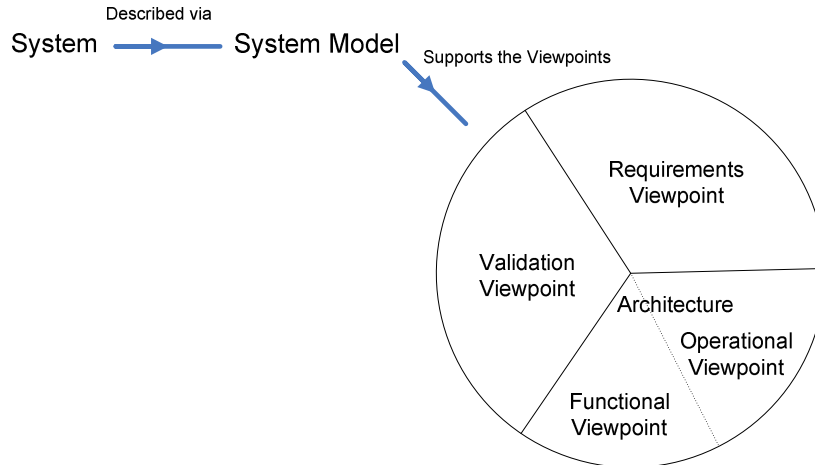 Described via
System
System Model
Supports the Viewpoints
Requirements
Viewpoint
Validation
Viewpoint
Architecture
Operational
Viewpoint
Functional
Viewpoint